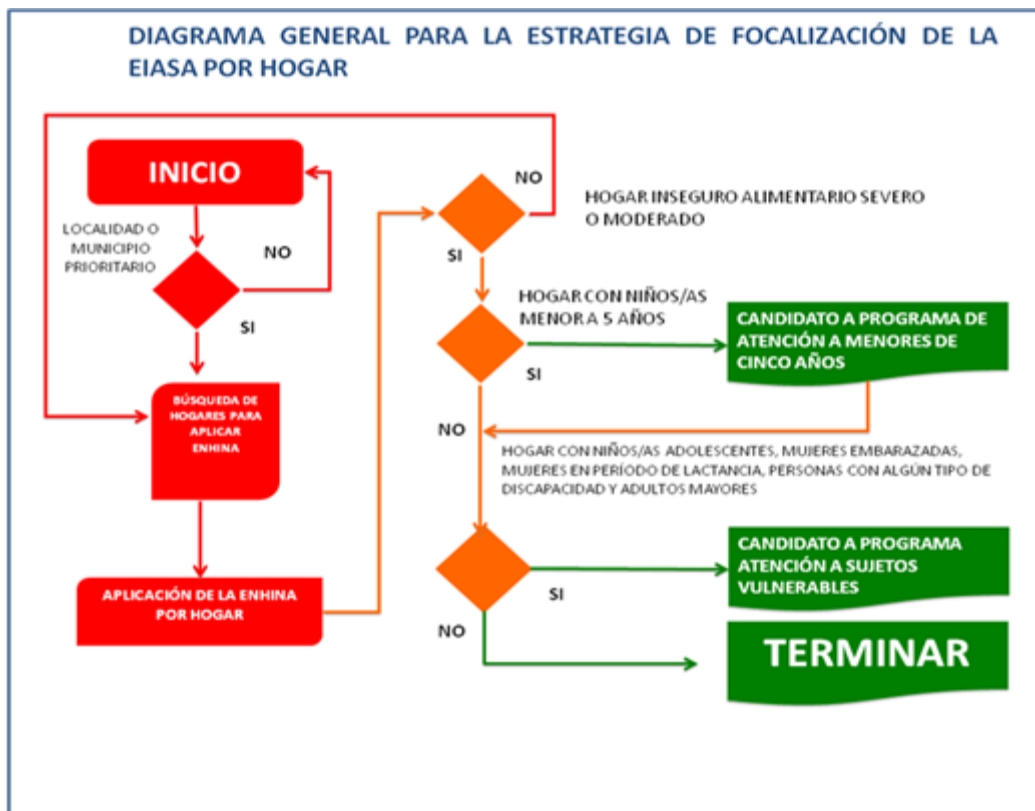 DIAGRAMA GENERAL PARA LA ESTRATEGIA DE FOCALIZACIÓN DE LA
EIASA POR HOGAR
INICIO
LOCALIDAD O
MUNICIPIO
PRIORITARIO
NO
SI
BÚSQUEDA DE
HOGARES PARA
APLICAR
ENHINA
APLICACIÓN DE LA ENHINA
POR HOGAR
NO
HOGAR INSEGURO ALIMENTARIO SEVERO
O MODERADO
SI
HOGAR CON NIÑOS/AS
MENOR A 5 AÑOS
SI
CANDIDATO A PROGRAMA DE
ATENCIÓN A MENORES DE
CINCO AÑOS
NO
HOGAR CON NIÑOS/AS ADOLESCENTES, MUJERES EMBARAZADAS,
MUJERES EN PERÍODO DE LACTANCIA, PERSONAS CON ALGÚN TIPO DE
DISCAPACIDAD Y ADULTOS MAYORES
CANDIDATO A PROGRAMA
ATENCIÓN A SUJETOS
VULNERABLES
SI
NO
TERMINAR